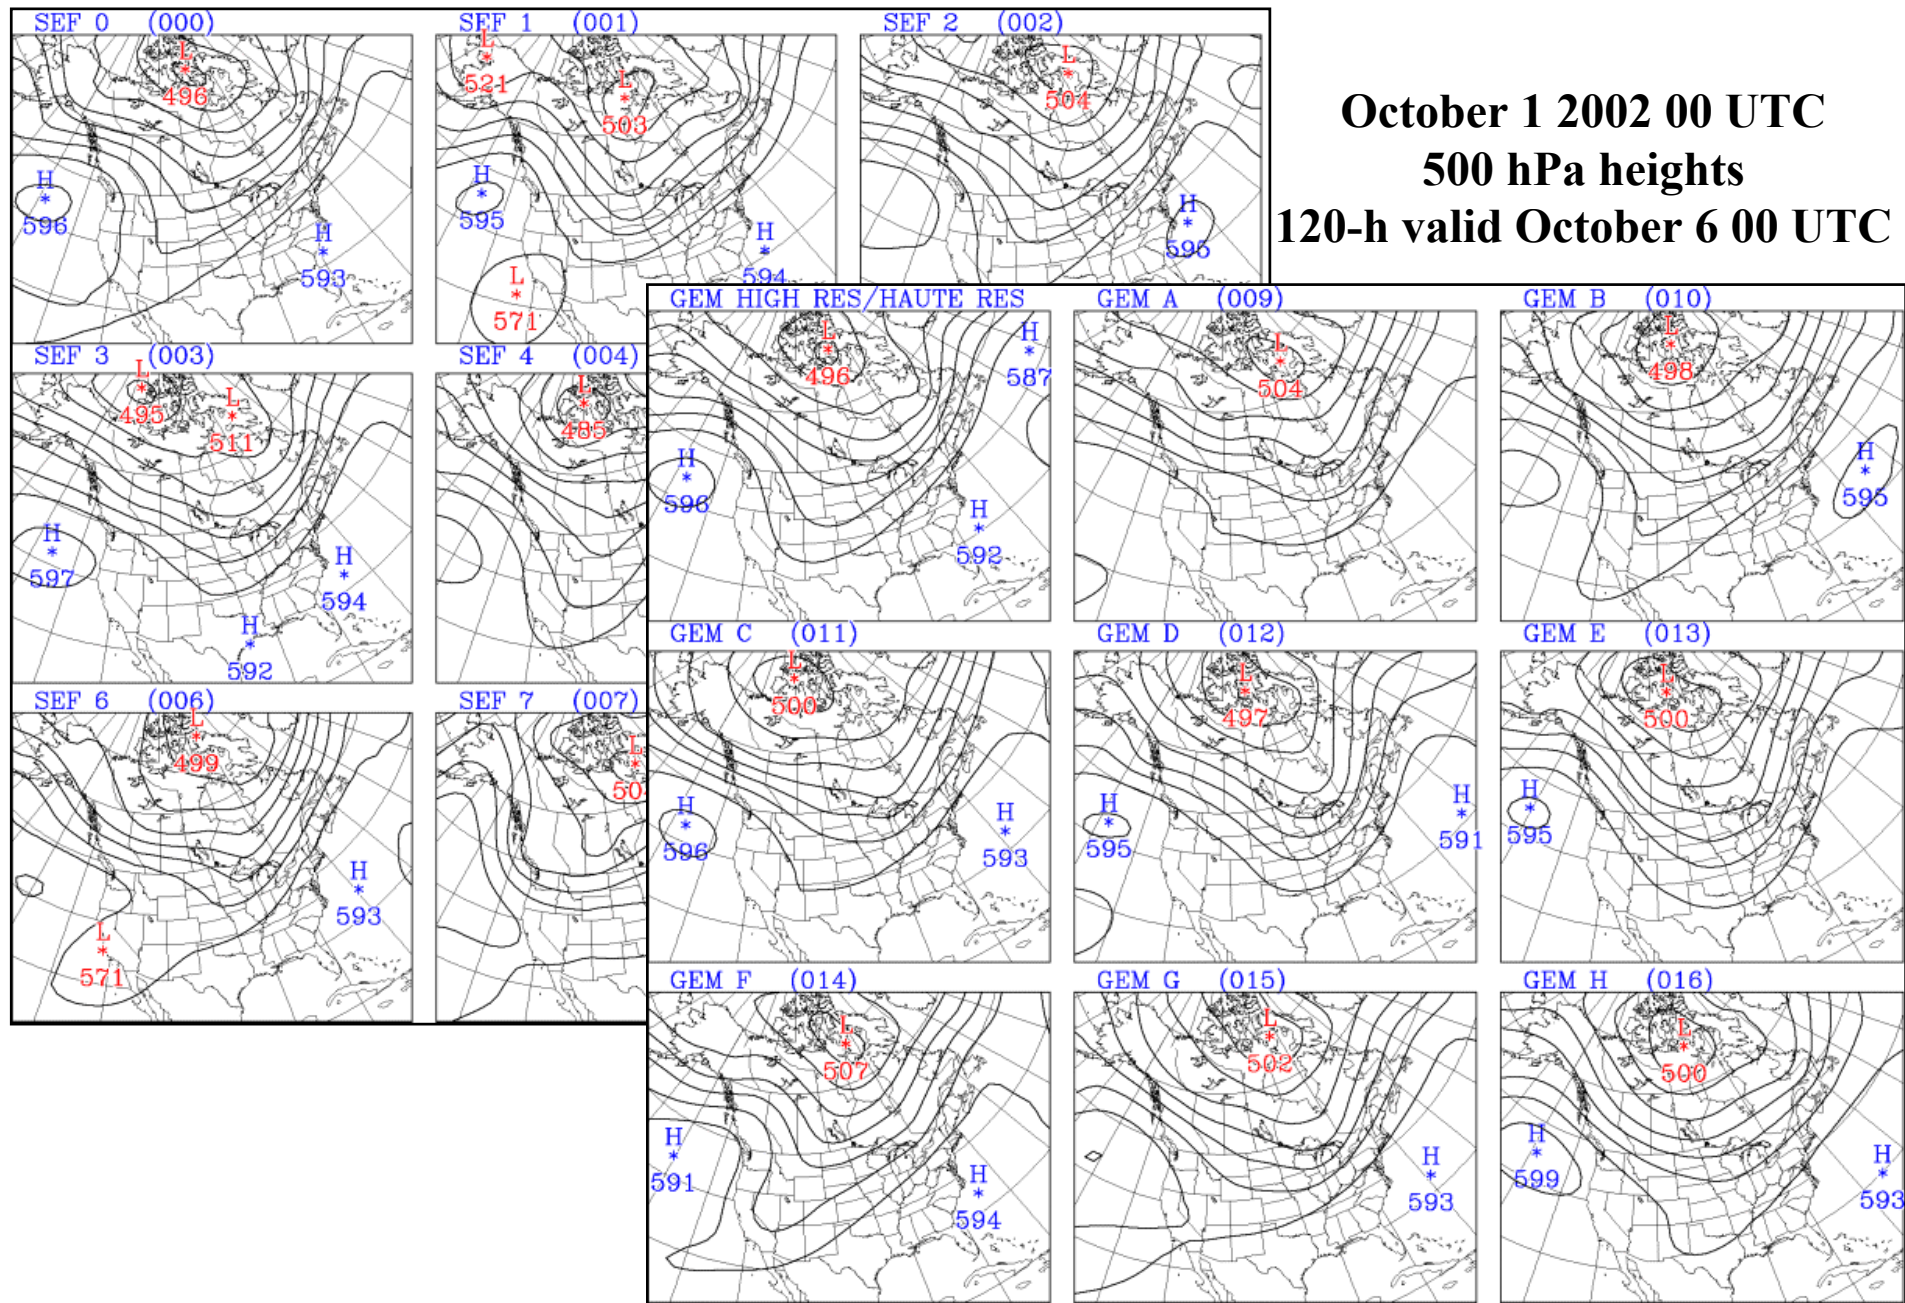 SEF 0 (000)
L
496
H
596
H
593
SEF 1 (001)
L
521
L
503
H
595
H
594
L
571
SEF 2 (002)
L
504
H
595
October 1 2002 00 UTC
500 hPa heights
120-h valid October 6 00 UTC
SEF 3 (003)
L
495
L
511
H
597
H
594
H
592
SEF 4 (004)
L
485
SEF 6 (006)
L
499
H
593
L
571
SEF 7 (007)
L
GEM HIGH RES/HAUTE RES
L
496
H
587
H
596
H
592
GEM A (009)
L
504
GEM B (010)
L
498
H
595
GEM C (011)
L
500
H
596
H
593
GEM D (012)
L
497
H
595
H
591
GEM E (013)
L
500
H
595
GEM F (014)
L
507
H
591
H
594
GEM G (015)
L
502
H
593
GEM H (016)
L
500
H
599
H
593